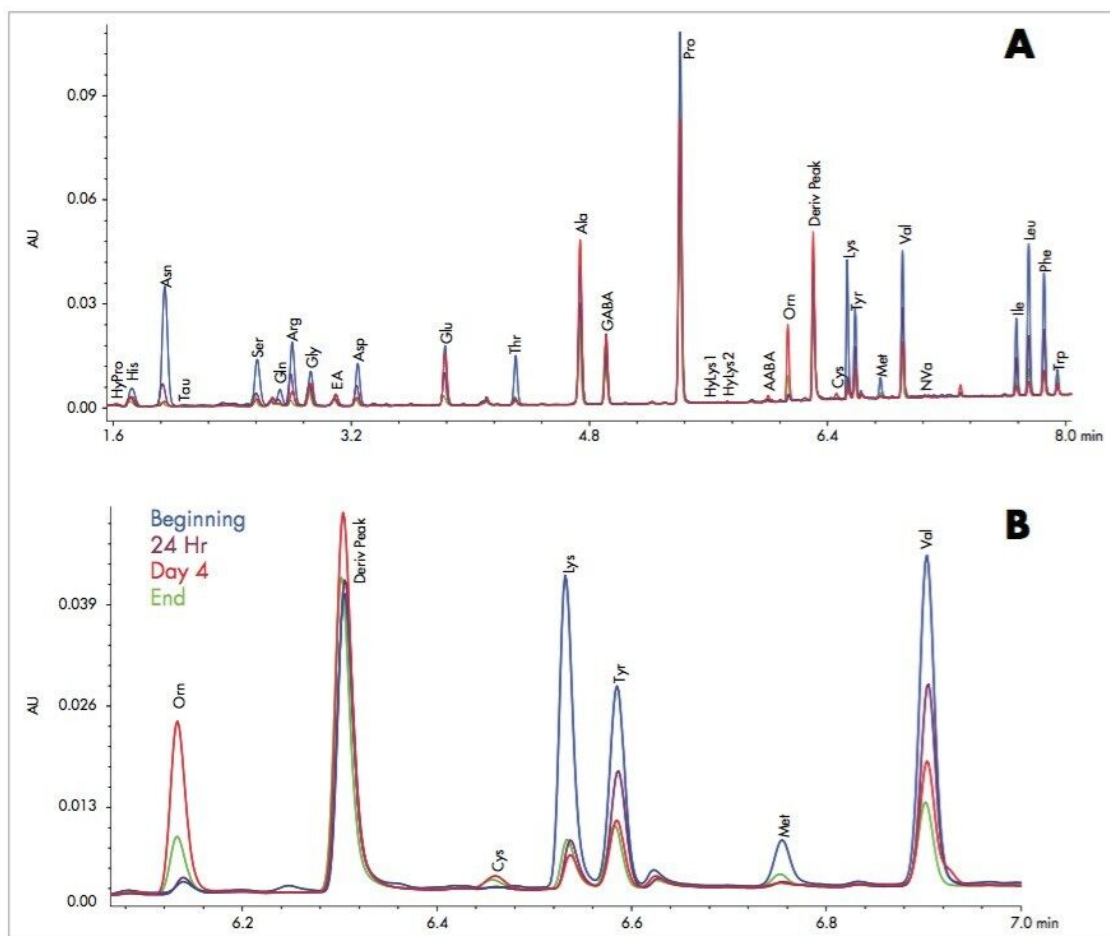 A
0.09
0.06
0.03
0.00
AU
HyPro
His
Asn
Tau
Ser
Gln
Arg
Gly
EA
Asp
Glu
Thr
Ala
GABA
Pro
HyLys1
HyLys2
AABA
Orn
Deriv Peak
Cys
Lys
Tyr
Met
Val
NVa
Ile
Leu
Phe
Trp
1.6 3.2 4.8 6.4 8.0 min
B
Beginning
24 Hr
Day 4
End
0.039
0.026
0.013
0.00
AU
Orn
Deriv Peak
Cys
Lys
Tyr
Met
Val
6.2 6.4 6.6 6.8 7.0 min